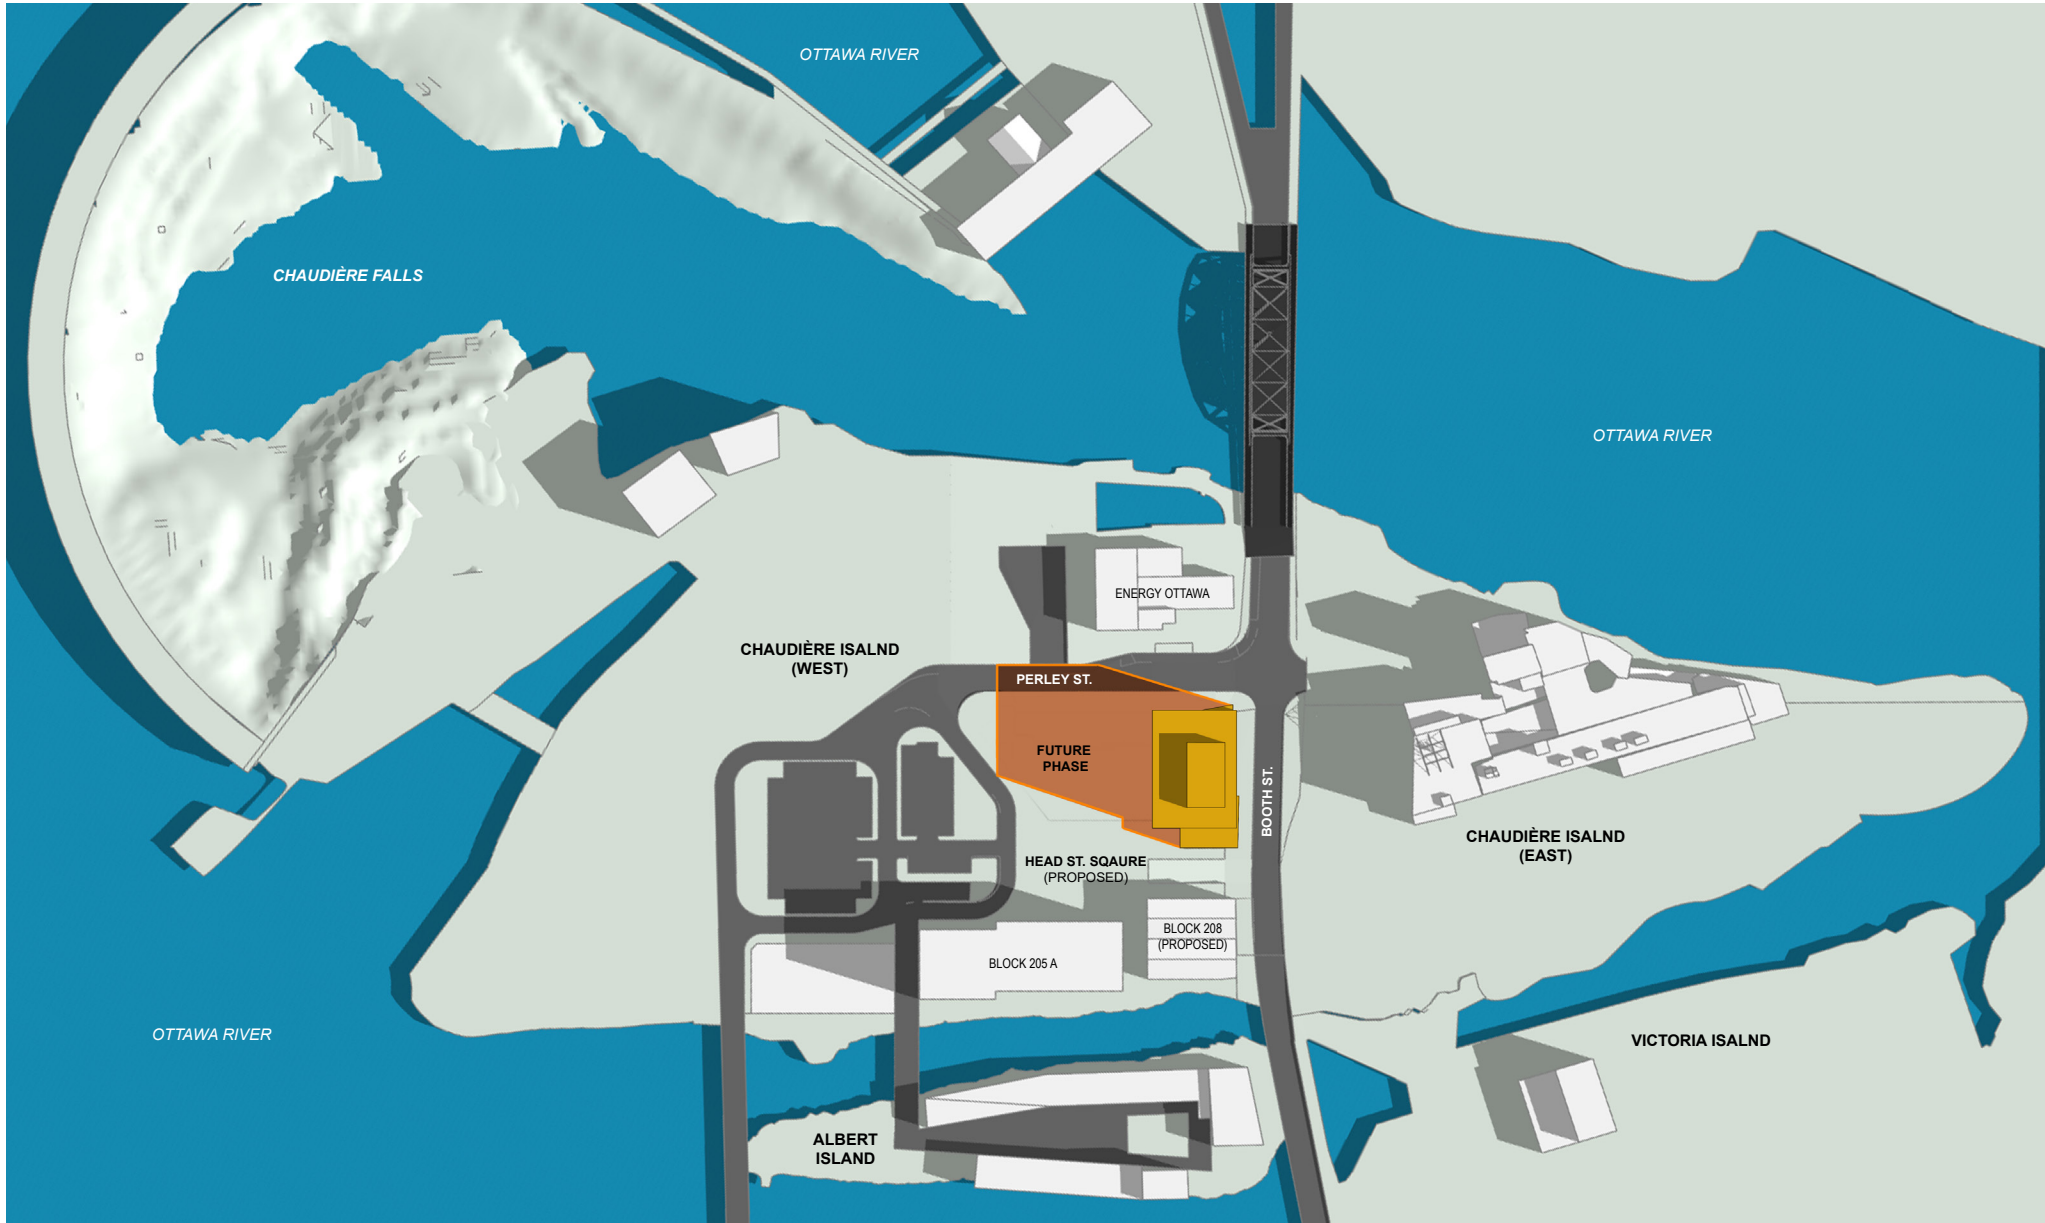 OTTAWA RIVER
CHAUDIÈRE FALLS
OTTAWA RIVER
ENERGY OTTAWA
CHAUDIÈRE ISALND
(WEST)
PERLEY ST.
FUTURE
PHASE
BOOTH ST.
CHAUDIÈRE ISALND
(EAST)
HEAD ST. SQAURE
(PROPOSED)
BLOCK 208
(PROPOSED)
BLOCK 205 A
OTTAWA RIVER
VICTORIA ISALND
ALBERT
ISLAND